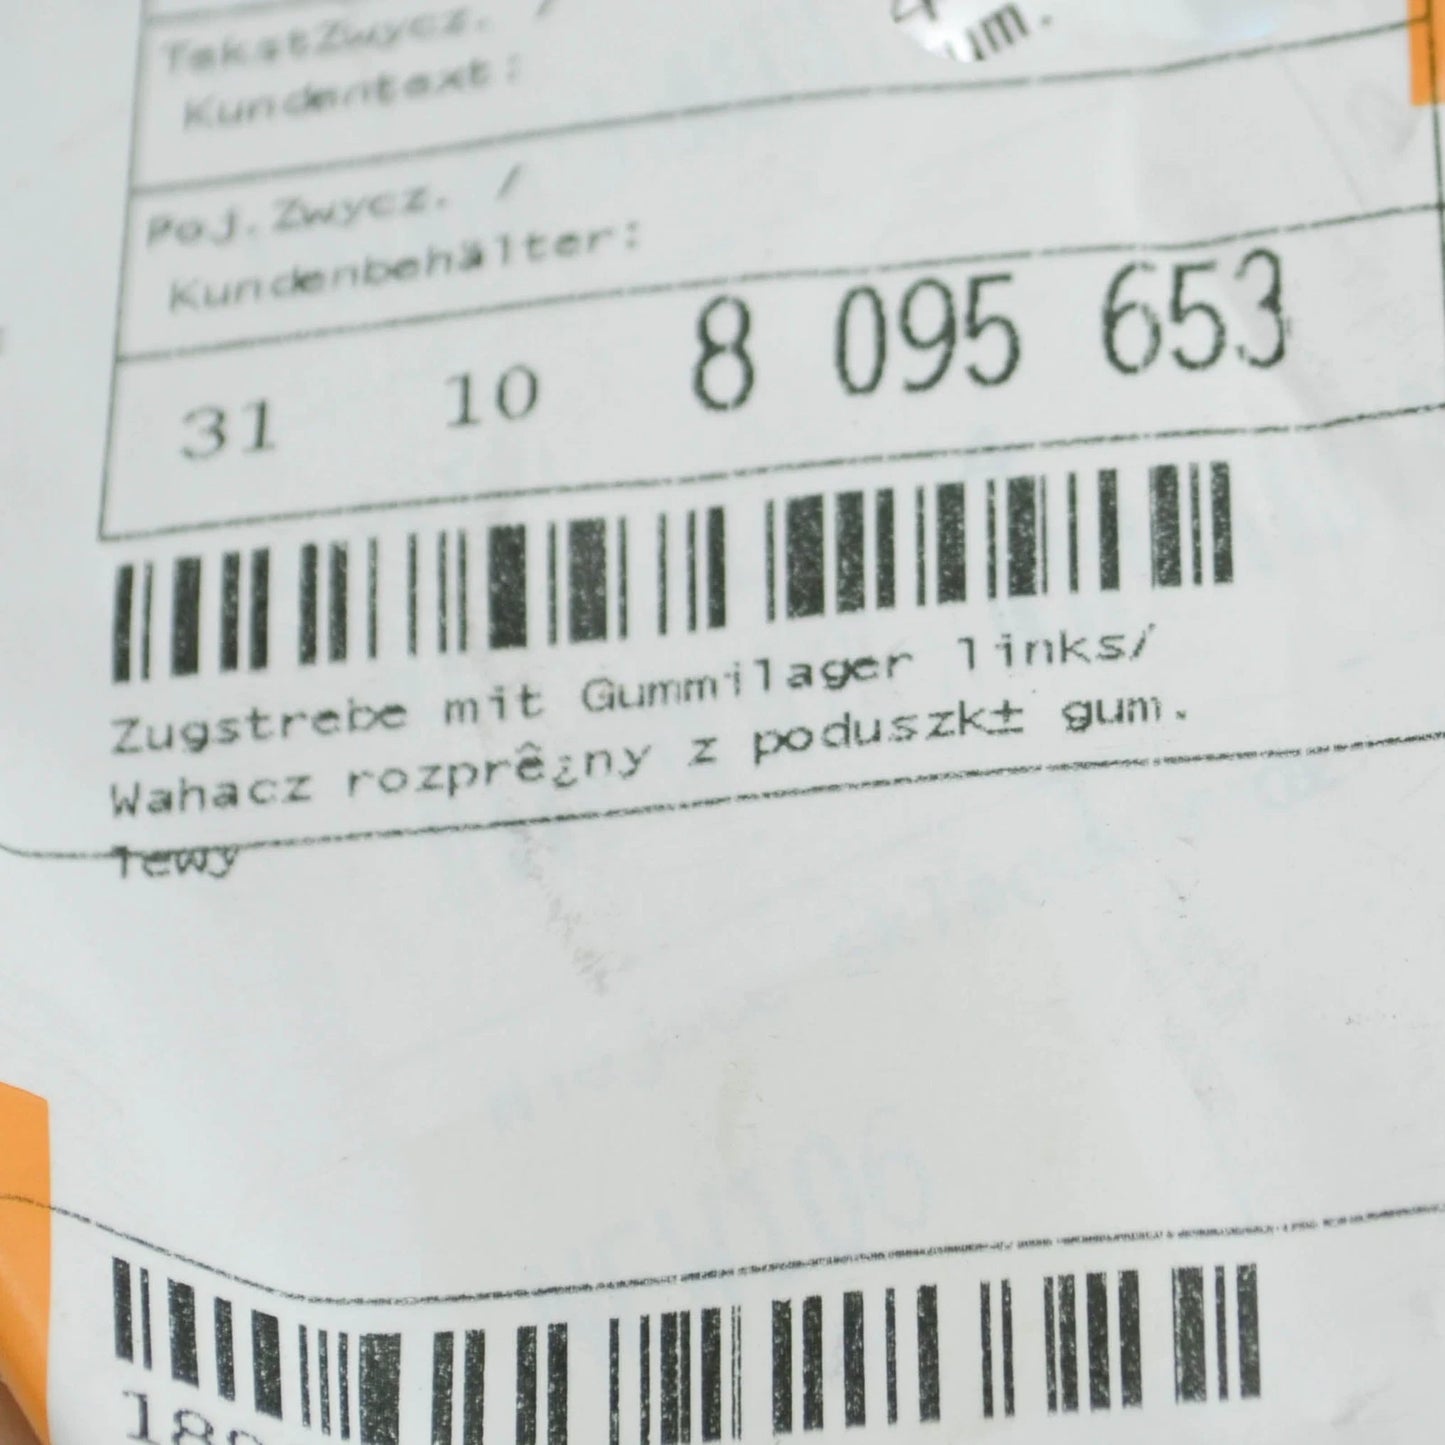 um.
TekstZwycz. /
Kundentext:
Poj.Zwycz. /
Kundenbehälter:
31 10 8 095 653
Zugstrebe mit Gummilager links/
Wahacz rozprê¿ny z poduszk± gum.
lewy